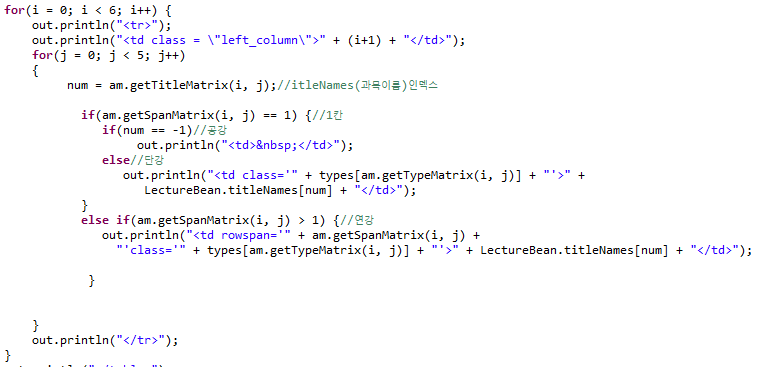 for(i = 0; i < 6; i++) {
out.println("<tr>");
out.println("<td class = \"left_column\">" + (i+1) + "</td>");
for(j = 0; j < 5; j++)
{
num = am.getTitleMatrix(i, j);//itleNames(과목이름)인덱스
if(am.getSpanMatrix(i, j) == 1) {//1칸
if(num == -1)//공강
out.println("<td>&nbsp;</td>");
else//단강
out.println("<td class='" + types[am.getTypeMatrix(i, j)] + "'>" +
LectureBean.titleNames[num] + "</td>");
}
else if(am.getSpanMatrix(i, j) > 1) {//연강
out.println("<td rowspan='" + am.getSpanMatrix(i, j) +
"'class='" + types[am.getTypeMatrix(i, j)] + "'>" + LectureBean.titleNames[num] + "</td>");
}
}
out.println("</tr>");
}